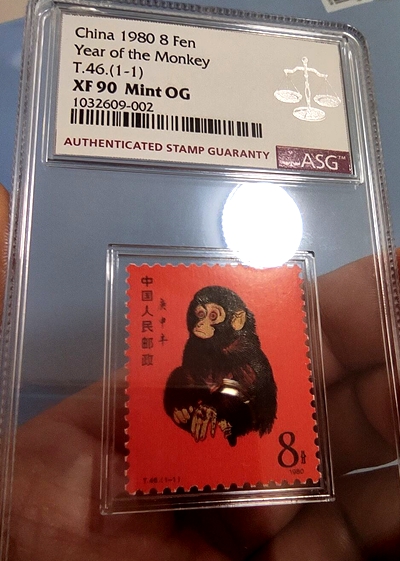 China 1980 8 Fen
Year of the Monkey
T.46.(1-1)
XF 90 Mint OG
1032609-002
AUTHENTICATED STAMP GUARANTY
ASG™
中国人民邮政
庚申年
8分
1980
T.46.(1-1)